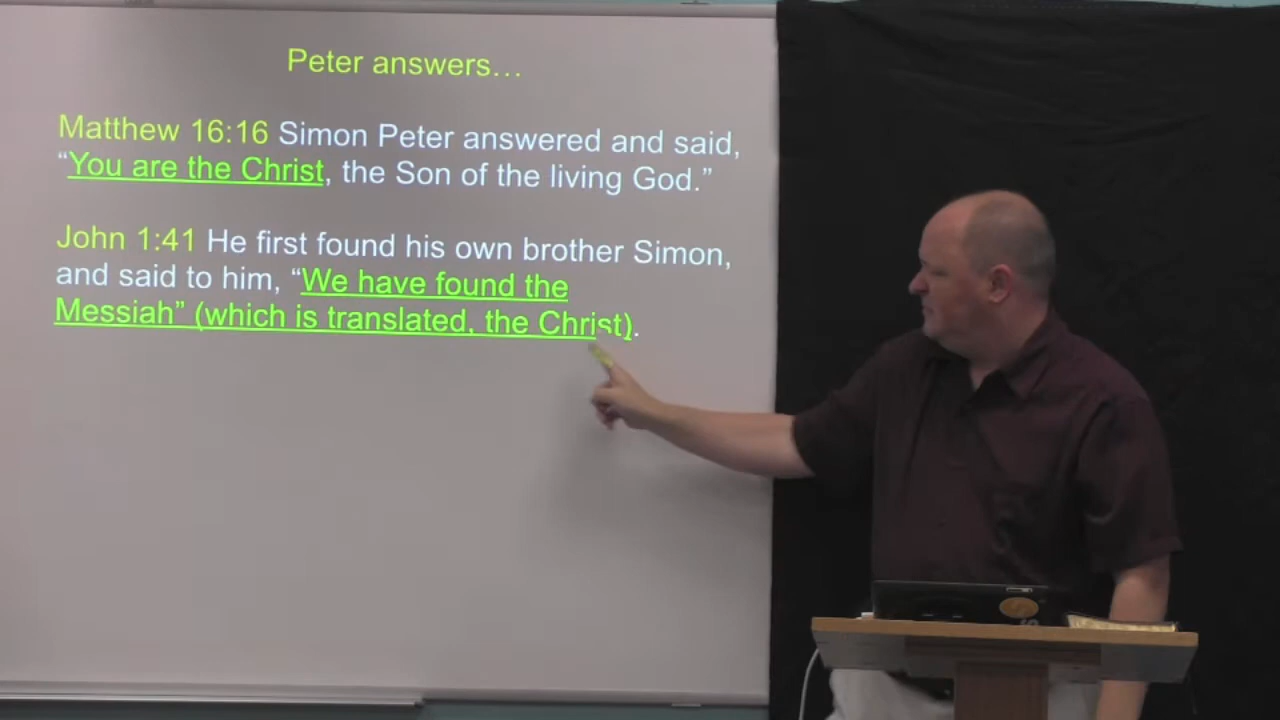 Peter answers…
Matthew 16:16 Simon Peter answered and said,
“You are the Christ, the Son of the living God.”
John 1:41 He first found his own brother Simon,
and said to him, “We have found the
Messiah” (which is translated, the Christ).